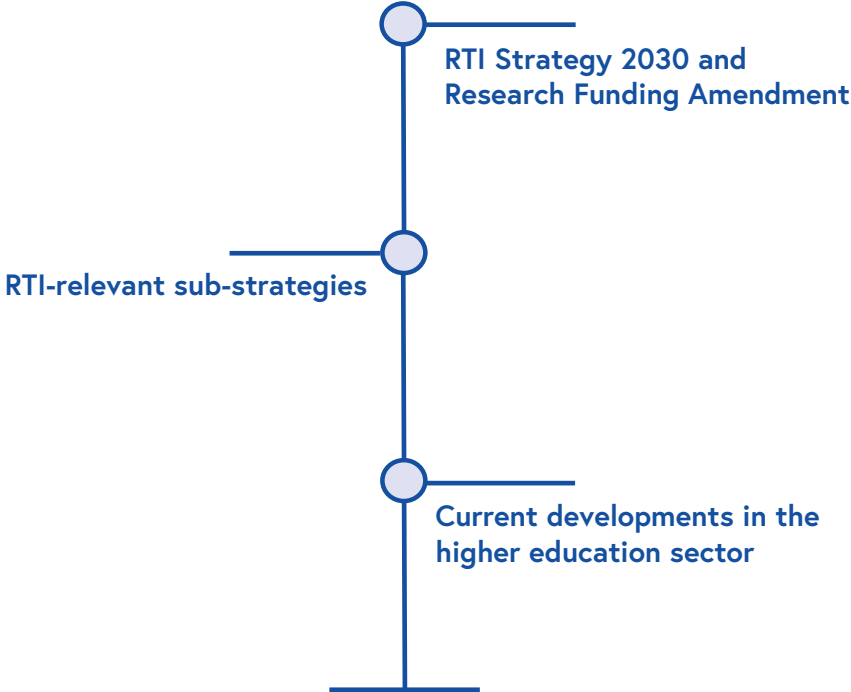 RTI Strategy 2030 and
Research Funding Amendment
RTI-relevant sub-strategies
Current developments in the
higher education sector